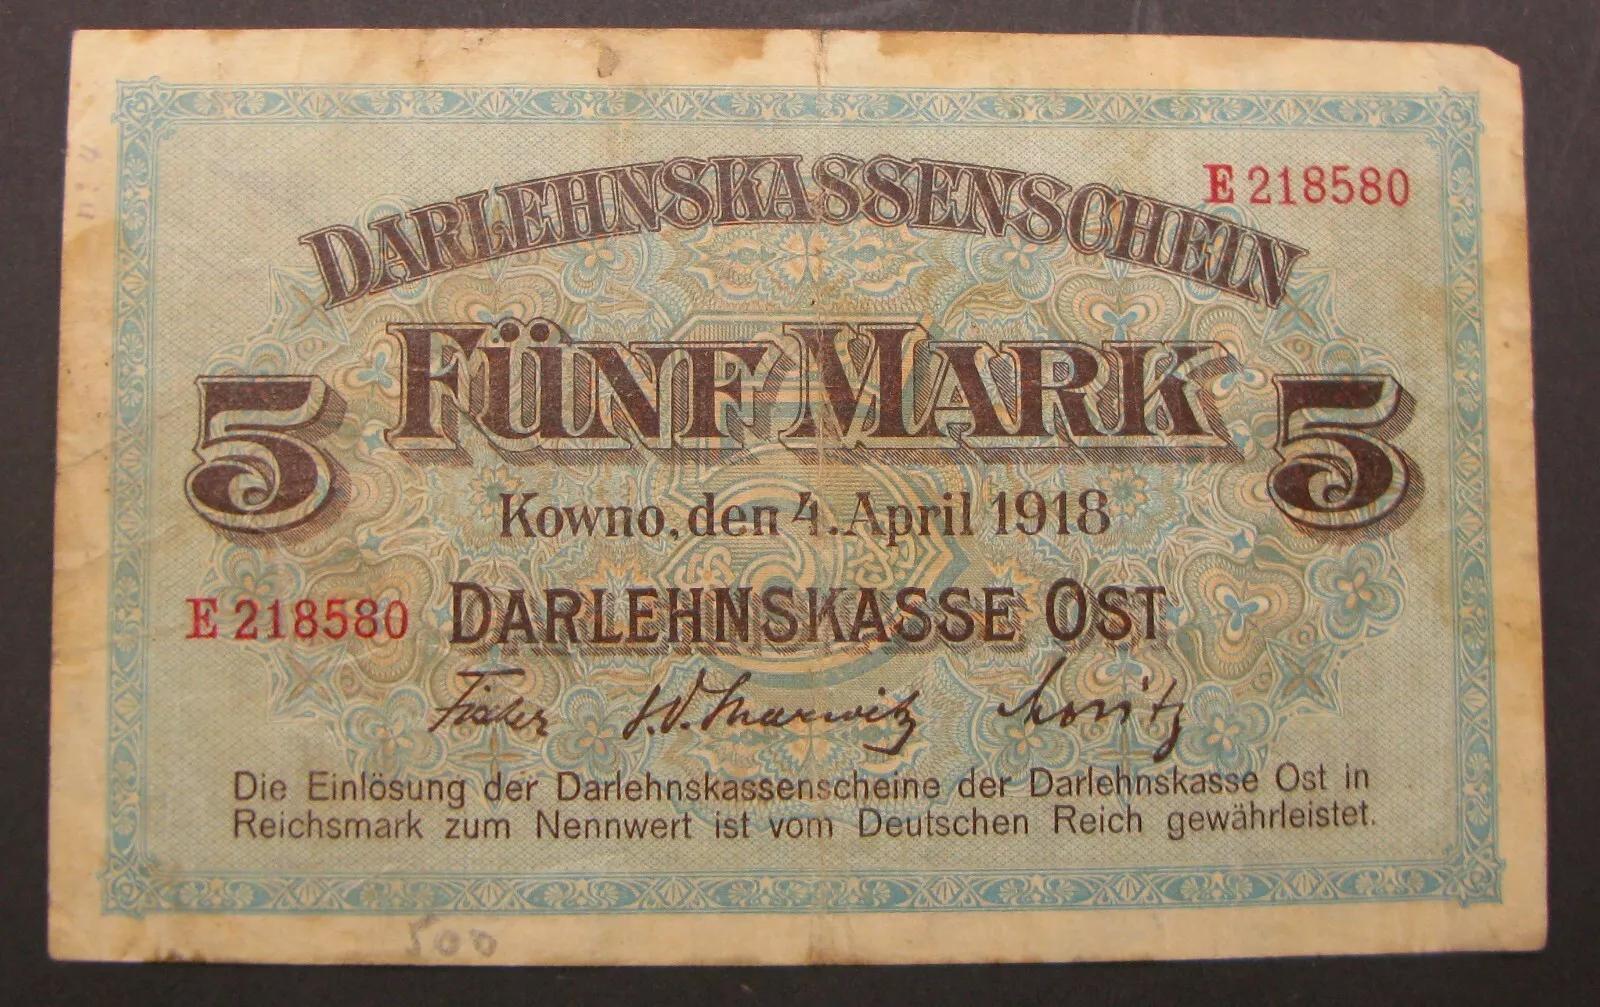 DARLEHNSKASSENSCHEIN
E 218580
FÜNF MARK
5 5
Kowno, den 4. April 1918
E 218580
DARLEHNSKASSE OST
Die Einlösung der Darlehnskassenscheine der Darlehnskasse Ost in
Reichsmark zum Nennwert ist vom Deutschen Reich gewährleistet.
500